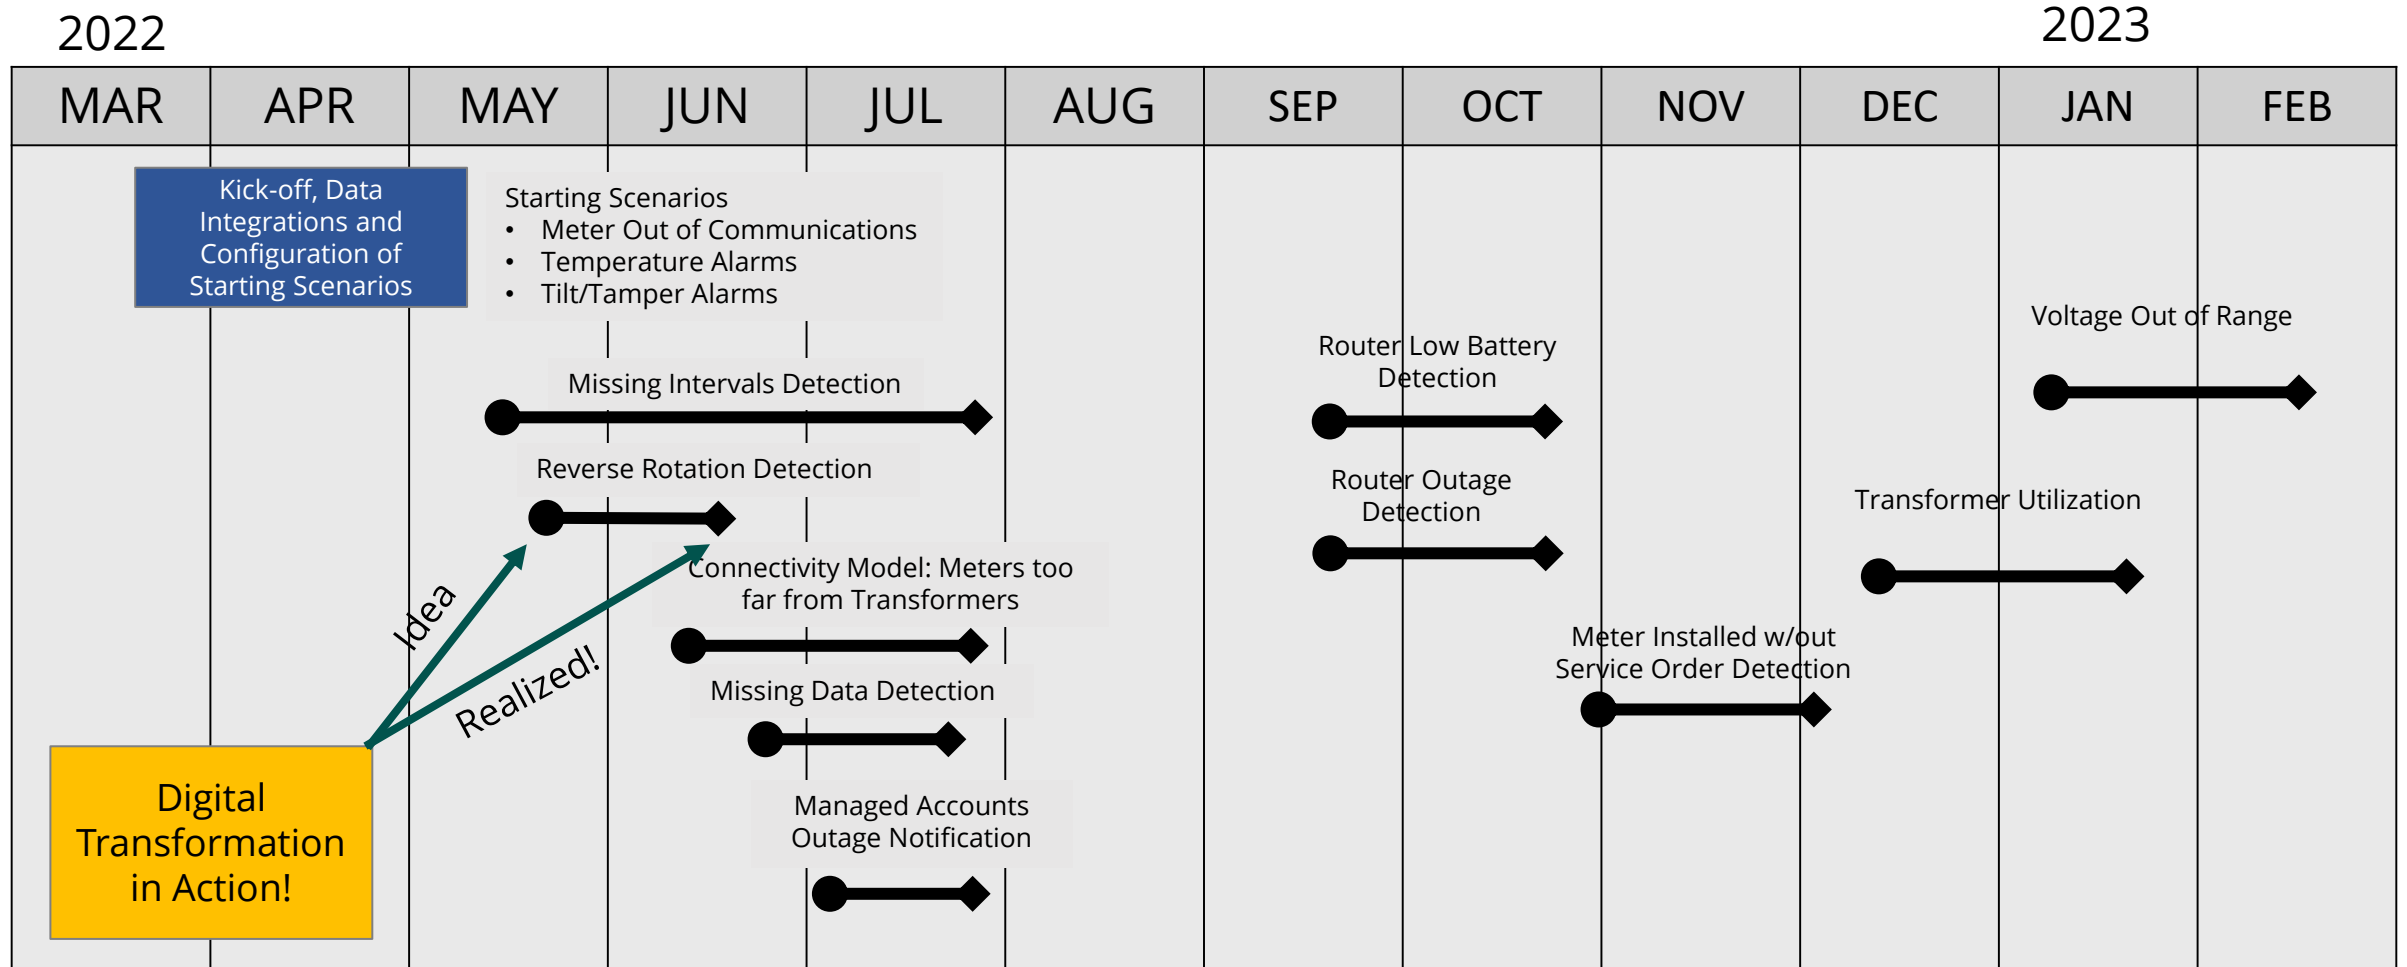 2022
2023
MAR APR MAY JUN JUL AUG SEP OCT NOV DEC JAN FEB
Kick-off, Data
Integrations and
Configuration of
Starting Scenarios
Starting Scenarios
• Meter Out of Communications
• Temperature Alarms
• Tilt/Tamper Alarms
Missing Intervals Detection
Reverse Rotation Detection
Connectivity Model: Meters too
far from Transformers
Missing Data Detection
Managed Accounts
Outage Notification
Router Low Battery
Detection
Router Outage
Detection
Meter Installed w/out
Service Order Detection
Transformer Utilization
Voltage Out of Range
Idea
Realized!
Digital
Transformation
in Action!